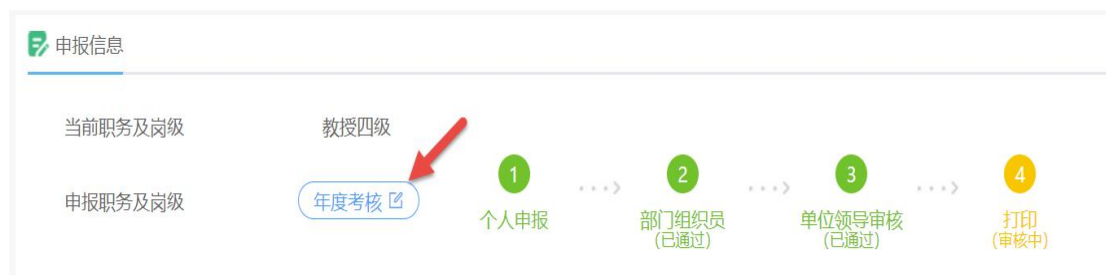 申报信息
当前职务及岗级 教授四级
申报职务及岗级 年度考核
1 2 3 4
个人申报 部门组织员 单位领导审核 打印
(已通过) (已通过) (审核中)